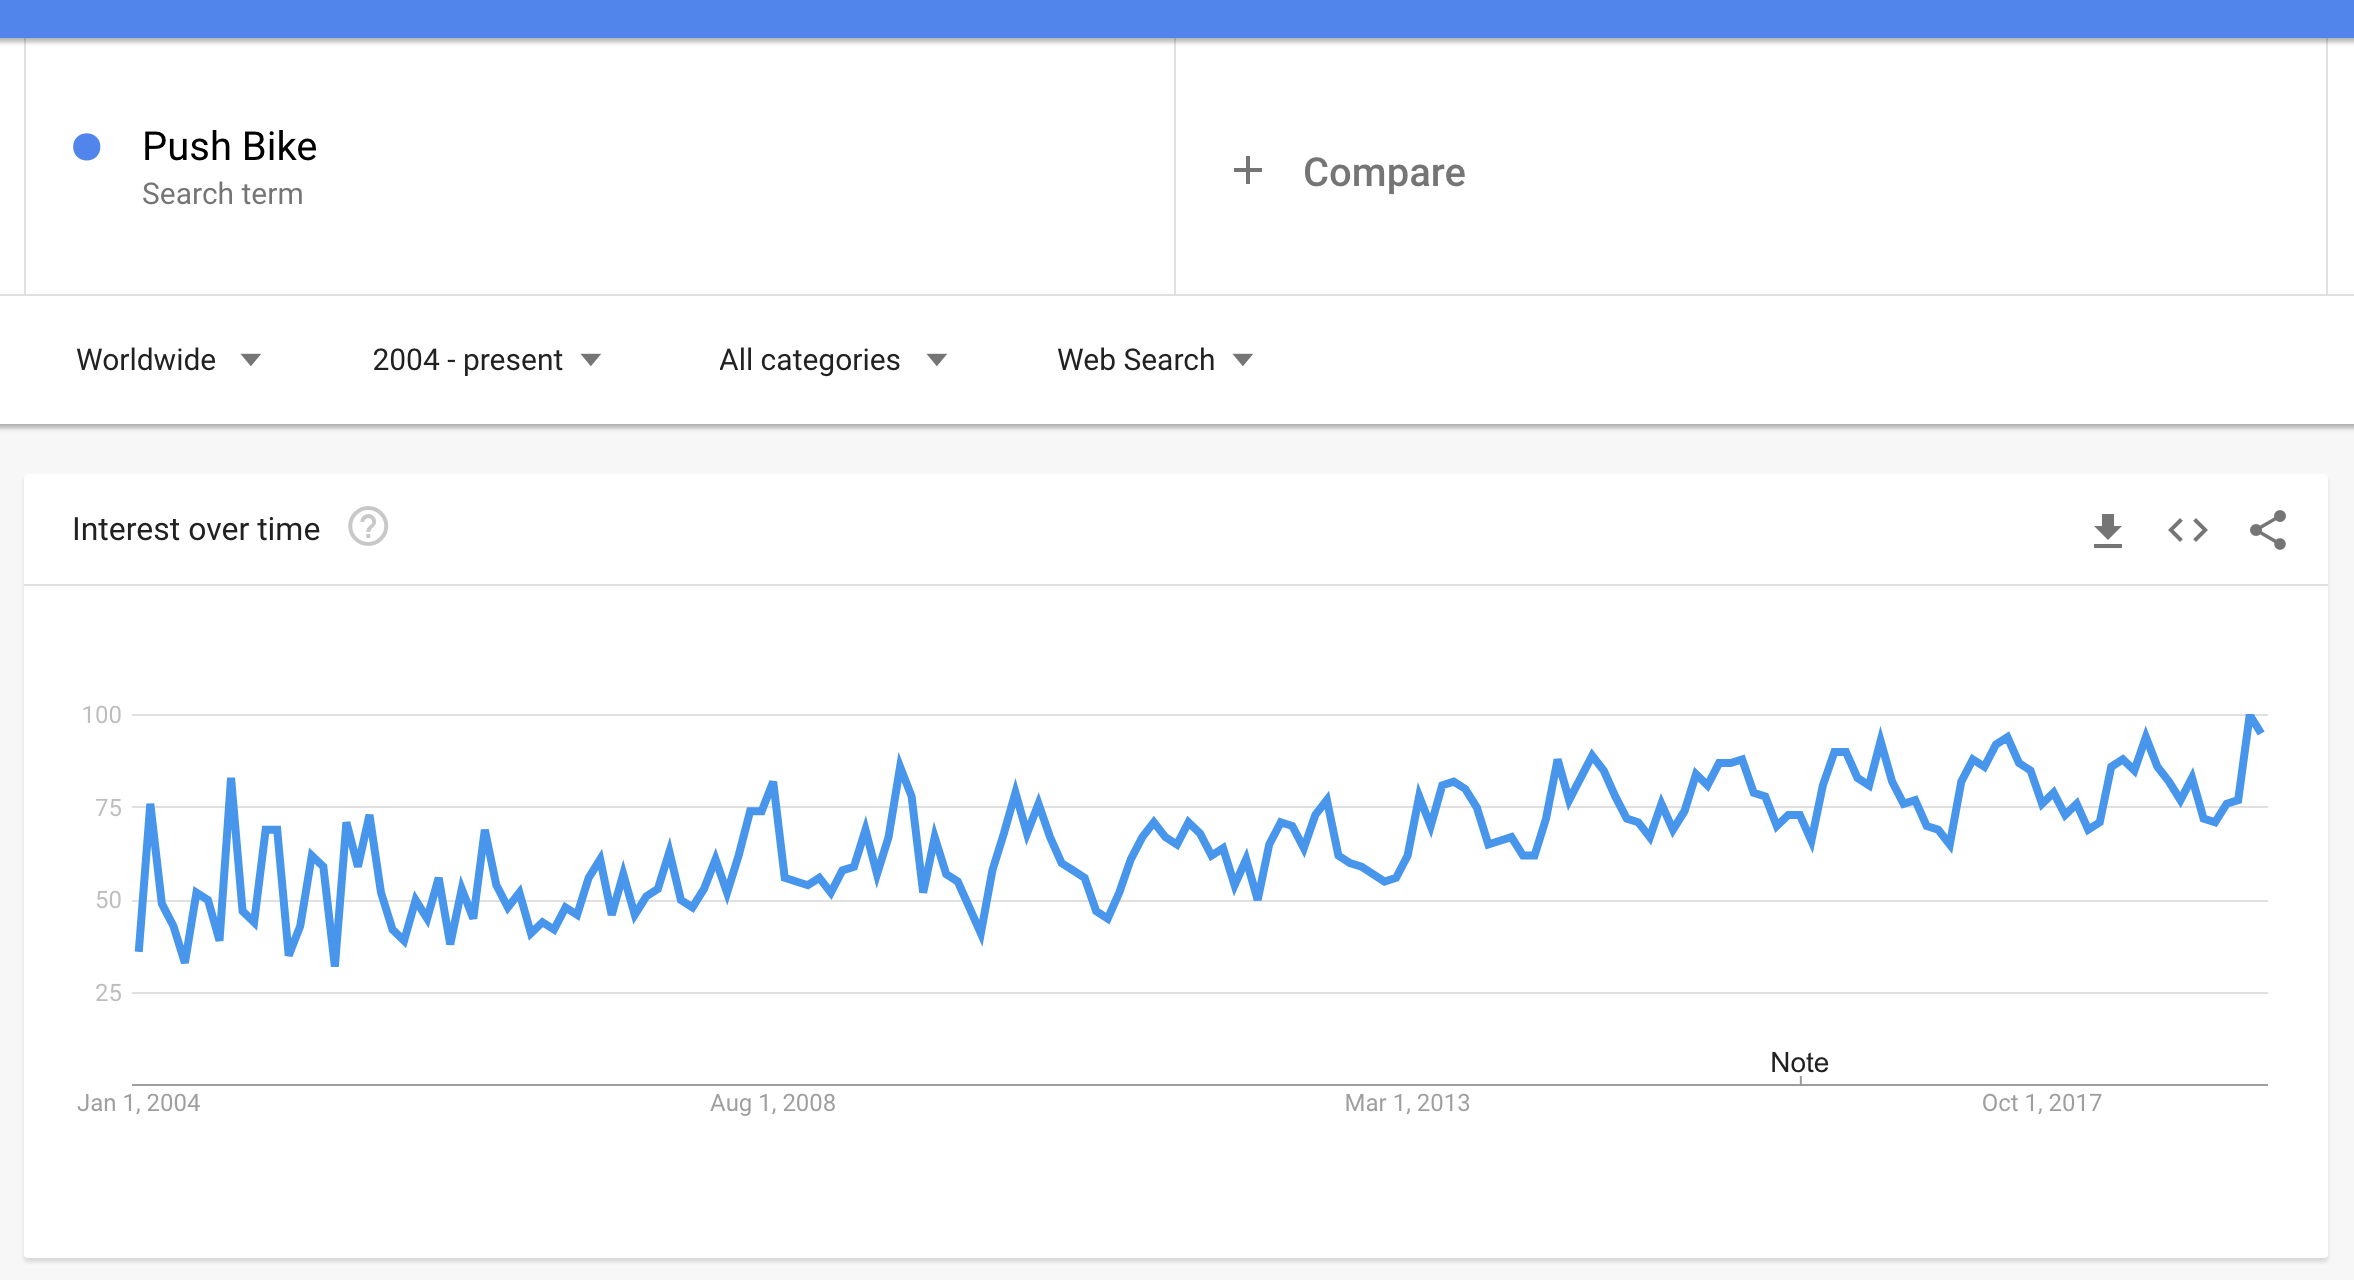 Push Bike
Search term
+ Compare
Worldwide 2004 - present All categories Web Search
Interest over time ?
100
75
50
25
Note
Jan 1, 2004 Aug 1, 2008 Mar 1, 2013 Oct 1, 2017